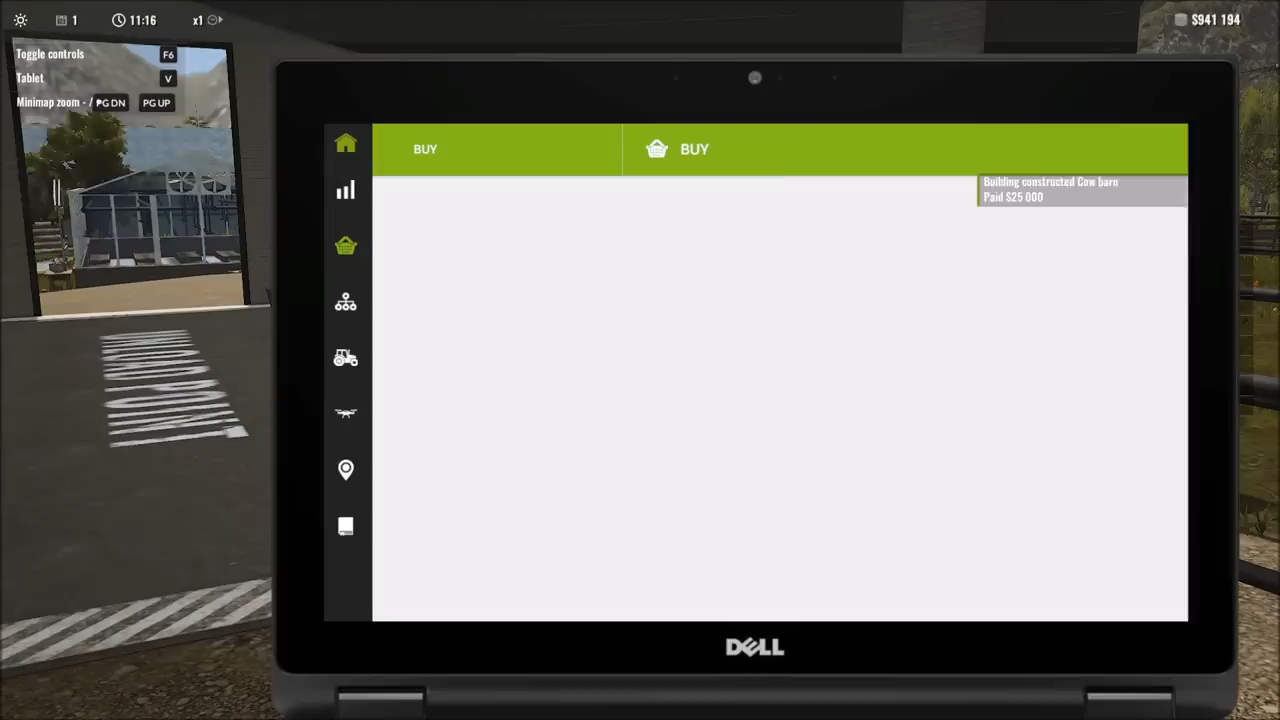 1
11:16
x1
$941 194
Toggle controls F6
Tablet V
Minimap zoom - / PG DN PG UP
BUY
BUY
Building constructed Cow barn
Paid $25 000
DELL